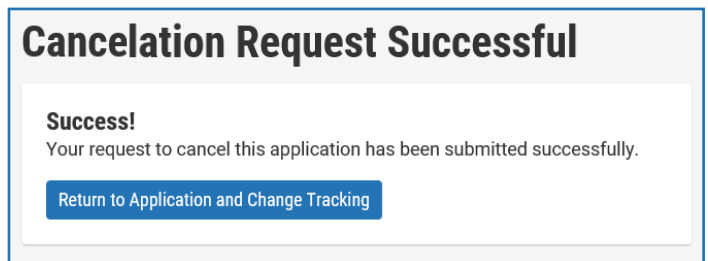 Cancelation Request Successful
Success!
Your request to cancel this application has been submitted successfully.
Return to Application and Change Tracking